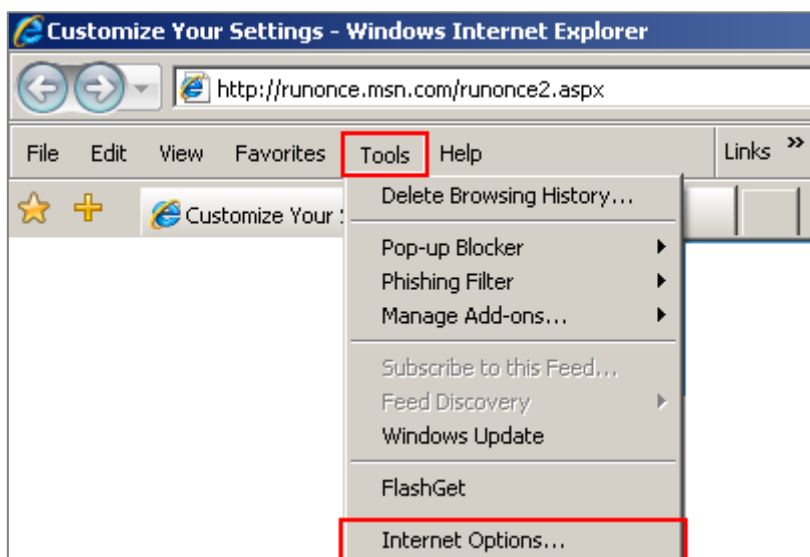 Customize Your Settings - Windows Internet Explorer
http://runonce.msn.com/runonce2.aspx
File Edit View Favorites Tools Help Links »
Customize Your
Delete Browsing History...
Pop-up Blocker
Phishing Filter
Manage Add-ons...
Subscribe to this Feed...
Feed Discovery
Windows Update
FlashGet
Internet Options...